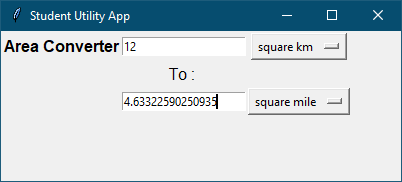 Student Utility App
Area Converter 12 square km
To :
4.63322590250935 square mile